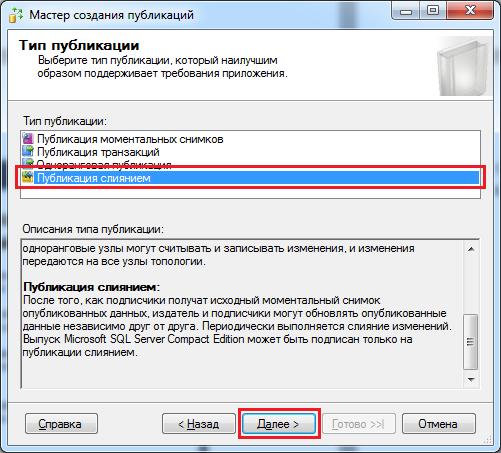 Мастер создания публикаций
Тип публикации
Выберите тип публикации, который наилучшим
образом поддерживает требования приложения.
Тип публикации:
Публикация моментальных снимков
Публикация транзакций
Одноранговая публикация
Публикация слиянием
Описания типа публикации:
одноранговые узлы могут считывать и записывать изменения, и изменения
передаются на все узлы топологии.
Публикация слиянием:
После того, как подписчики получат исходный моментальный снимок
опубликованных данных, издатель и подписчики могут обновлять опубликованные
данные независимо друг от друга. Периодически выполняется слияние изменений.
Выпуск Microsoft SQL Server Compact Edition может быть подписан только на
публикации слиянием.
Справка < Назад Далее > Готово >>| Отмена